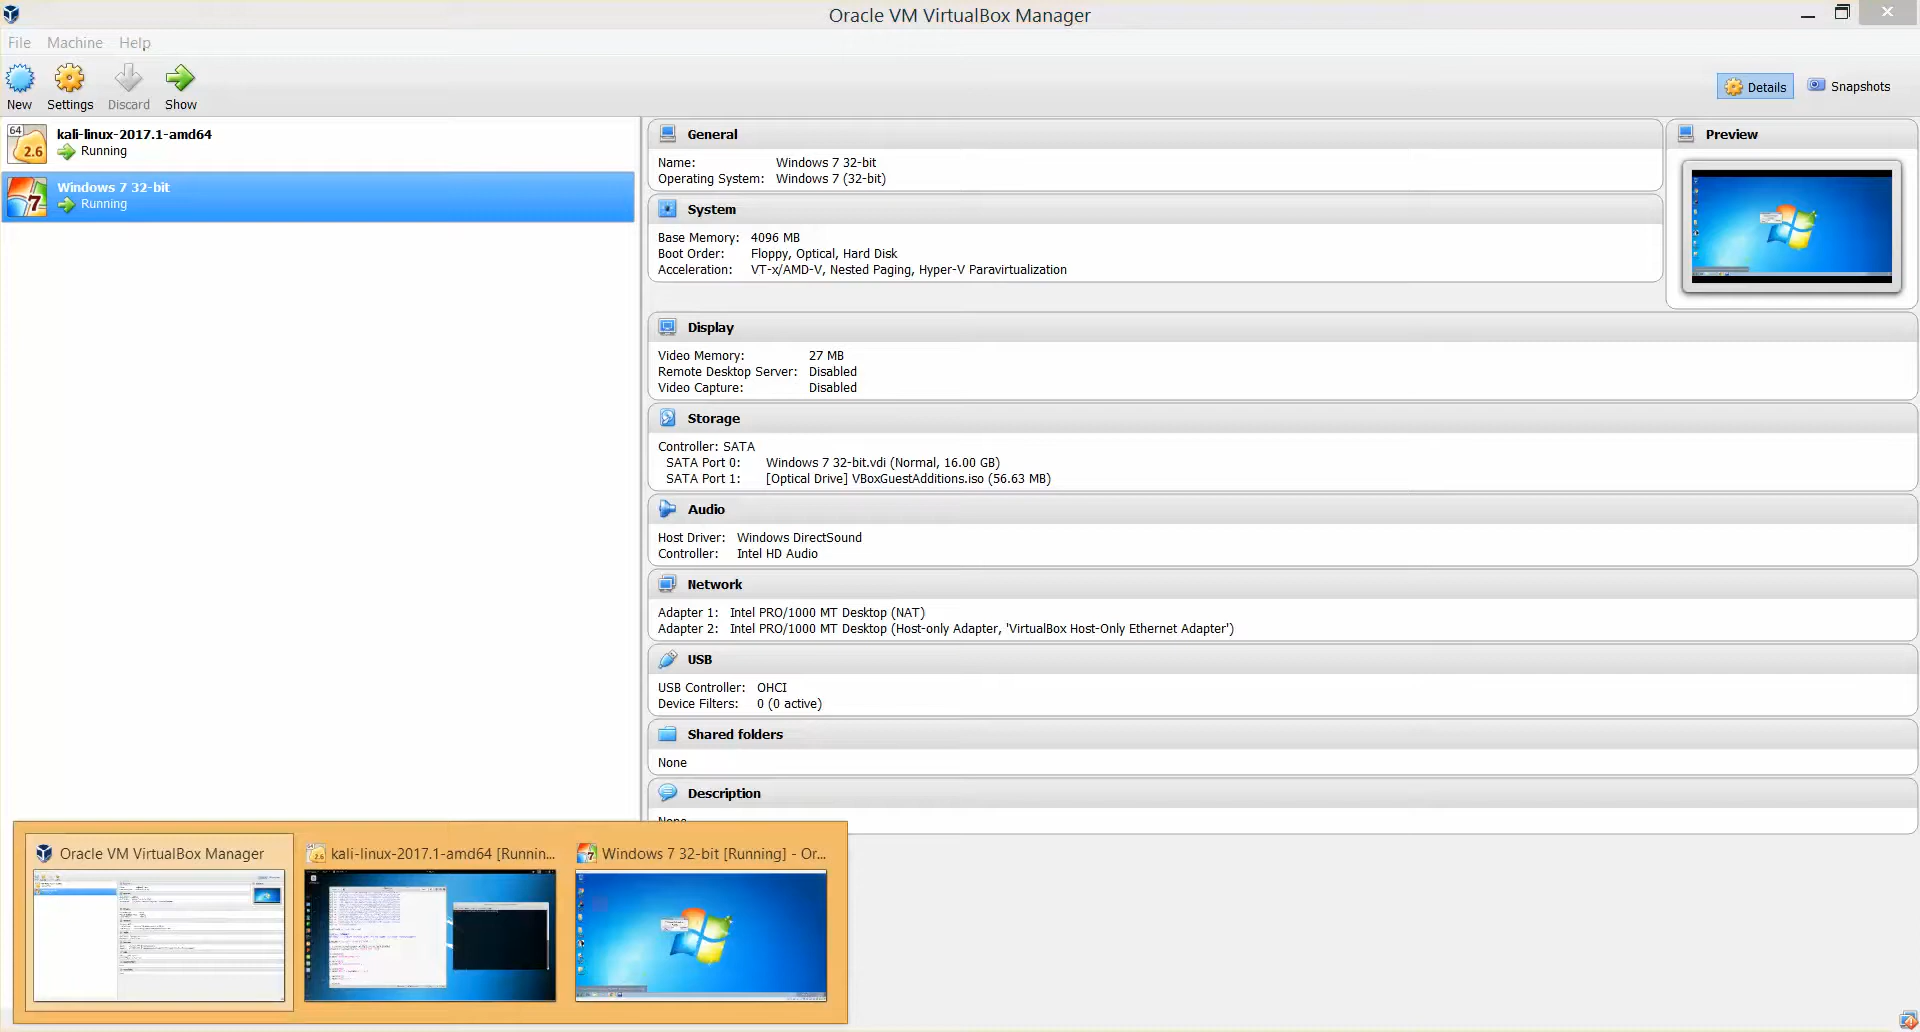 Oracle VM VirtualBox Manager
File Machine Help
New Settings Discard Show
Details Snapshots
64
2.6
kali-linux-2017.1-amd64
Running
7
Windows 7 32-bit
Running
General
Name: Windows 7 32-bit
Operating System: Windows 7 (32-bit)
Preview
System
Base Memory: 4096 MB
Boot Order: Floppy, Optical, Hard Disk
Acceleration: VT-x/AMD-V, Nested Paging, Hyper-V Paravirtualization
Display
Video Memory: 27 MB
Remote Desktop Server: Disabled
Video Capture: Disabled
Storage
Controller: SATA
SATA Port 0: Windows 7 32-bit.vdi (Normal, 16.00 GB)
SATA Port 1: [Optical Drive] VBoxGuestAdditions.iso (56.63 MB)
Audio
Host Driver: Windows DirectSound
Controller: Intel HD Audio
Network
Adapter 1: Intel PRO/1000 MT Desktop (NAT)
Adapter 2: Intel PRO/1000 MT Desktop (Host-only Adapter, 'VirtualBox Host-Only Ethernet Adapter')
USB
USB Controller: OHCI
Device Filters: 0 (0 active)
Shared folders
None
Description
None
Oracle VM VirtualBox Manager
kali-linux-2017.1-amd64 [Runnin...
Windows 7 32-bit [Running] - Or...